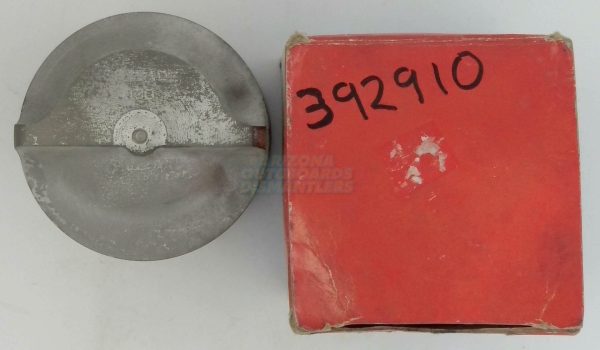 392910
ARIZONA
OUTBOARDS
DISMANTLERS